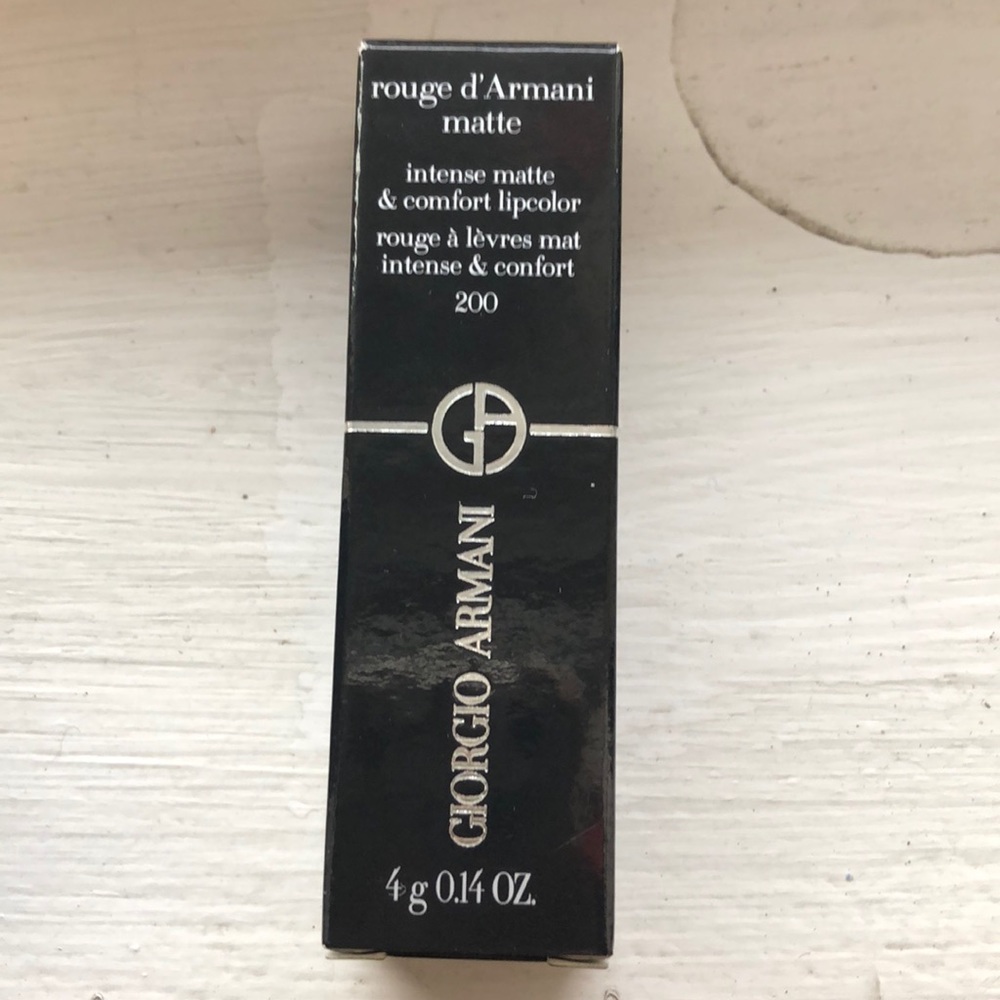 rouge d'Armani
matte
intense matte
& comfort lipcolor
rouge à lèvres mat
intense & confort
200
GA
GIORGIO ARMANI
4 g 0.14 OZ.